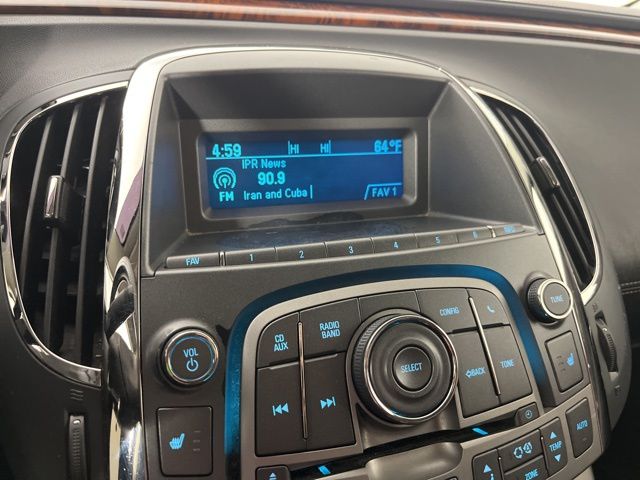 4:59 HI HI 64°F
IPR News
90.9
FM Iran and Cuba FAV 1
FAV 1 2 3 4 5 6
VOL
CD AUX
RADIO BAND
CONFIG
TUNE
SELECT
BACK
TONE
AUTO
TEMP
ZONE